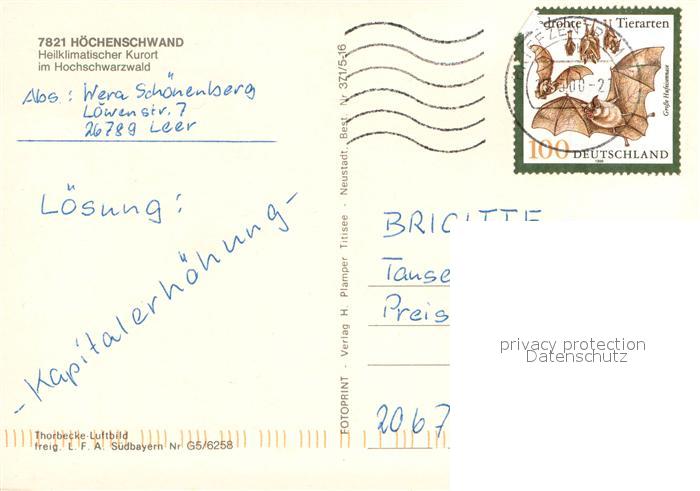 7821 HÖCHENSCHWAND
Heilklimatischer Kurort
im Hochschwarzwald
Abs.: Wera Schönenberg
Löwenstr. 7
26789 Leer
Lösung:
-Kapitalerhöhung-
Thorbecke-Luftbild
freig. L. F. A. Südbayern Nr G5/6258
FOTOPRINT - Verlag H. Plamper Titisee - Neustadt, Best. Nr 371/5-16
Tierarten
Große Hufeisennase
100 DEUTSCHLAND
BRIGITTE
Tause
Preis
2067
privacy protection
Datenschutz